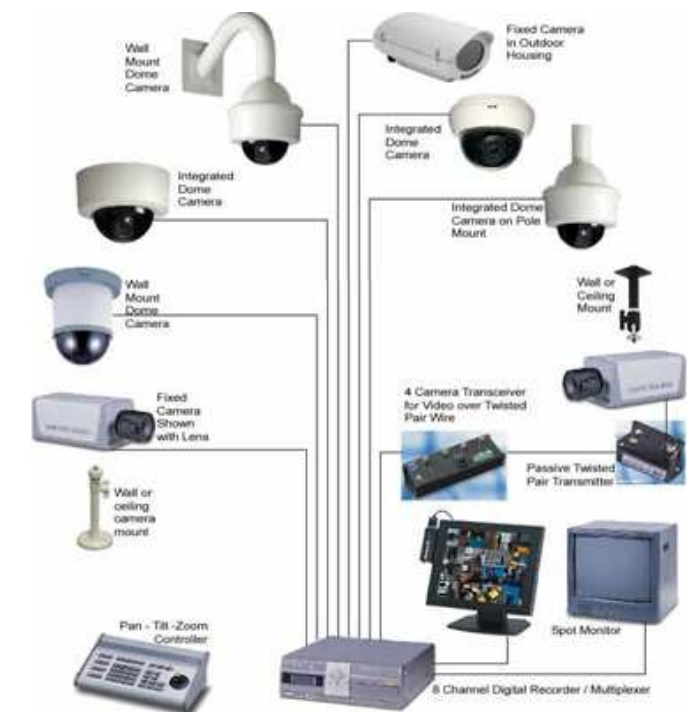 Wall
Mount
Dome
Camera
Fixed Camera
in Outdoor
Housing
Integrated
Dome
Camera
Integrated
Dome
Camera
Integrated Dome
Camera on Pole
Mount
Wall
Mount
Dome
Camera
Wall or
Ceiling
Mount
Fixed
Camera
Shown
with Lens
4 Camera Transceiver
for Video over Twisted
Pair Wire
Passive Twisted
Pair Transmitter
Wall or
ceiling
camera
mount
Spot Monitor
Pan - Tilt -Zoom
Controller
8 Channel Digital Recorder / Multiplexer